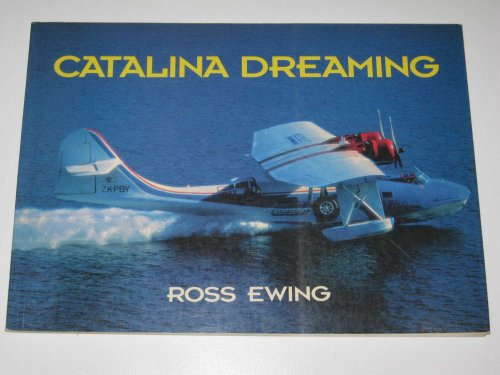 CATALINA DREAMING
ZK-PBY
ROSS EWING